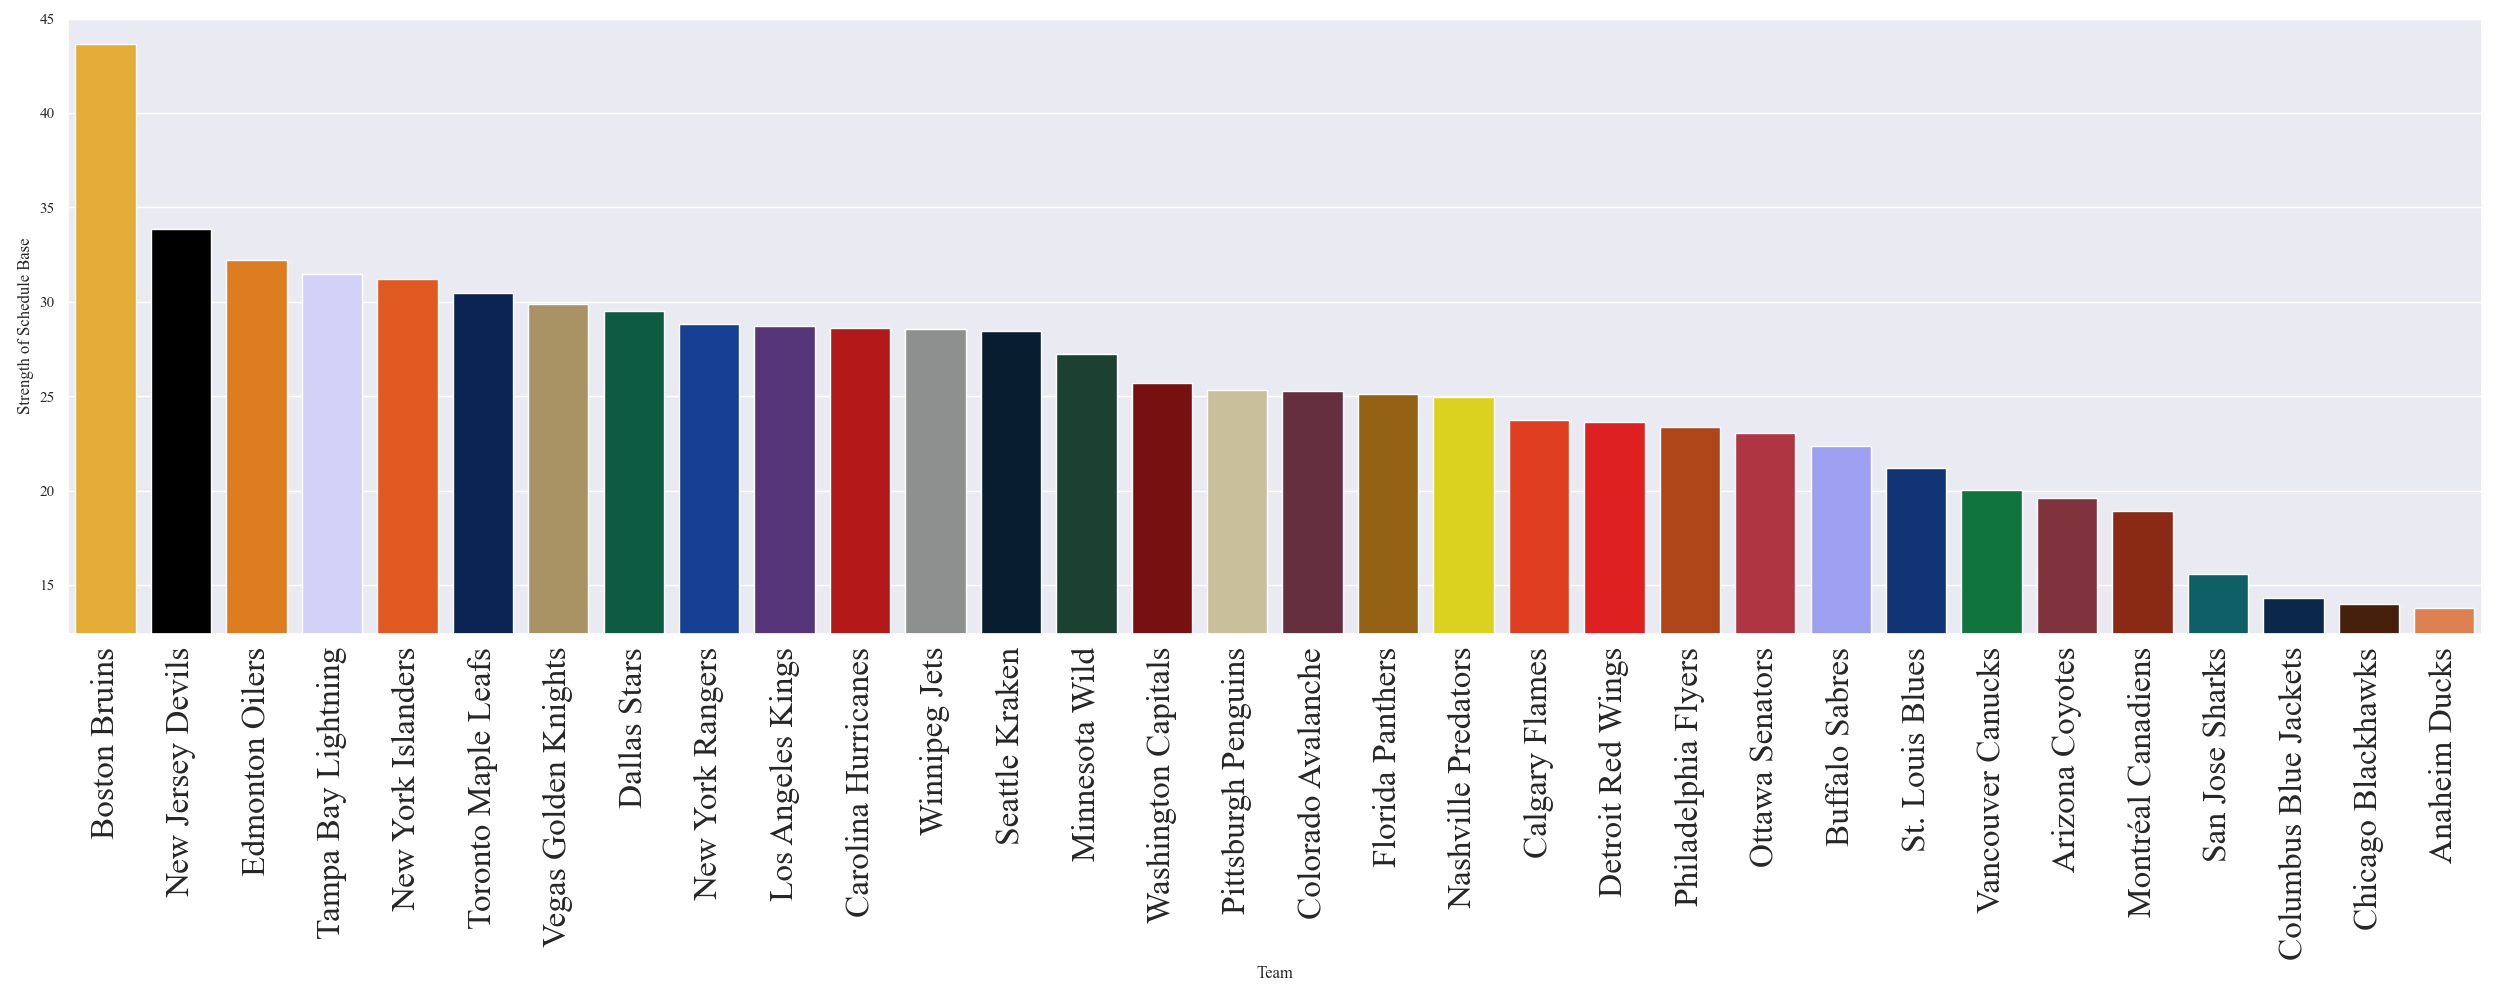 45
40
35
30
25
20
15
Strength of Schedule Base
Boston Bruins
New Jersey Devils
Edmonton Oilers
Tampa Bay Lightning
New York Islanders
Toronto Maple Leafs
Vegas Golden Knights
Dallas Stars
New York Rangers
Los Angeles Kings
Carolina Hurricanes
Winnipeg Jets
Seattle Kraken
Minnesota Wild
Washington Capitals
Pittsburgh Penguins
Colorado Avalanche
Florida Panthers
Nashville Predators
Calgary Flames
Detroit Red Wings
Philadelphia Flyers
Ottawa Senators
Buffalo Sabres
St. Louis Blues
Vancouver Canucks
Arizona Coyotes
Montréal Canadiens
San Jose Sharks
Columbus Blue Jackets
Chicago Blackhawks
Anaheim Ducks
Team